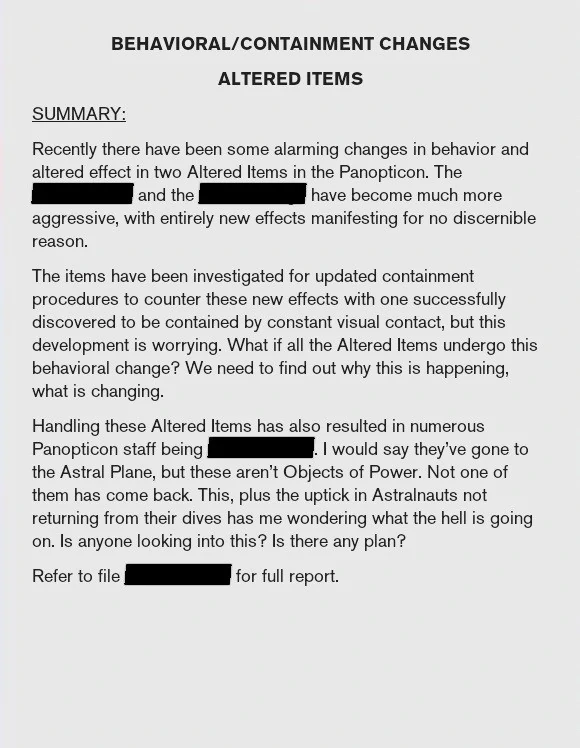 BEHAVIORAL/CONTAINMENT CHANGES
ALTERED ITEMS
SUMMARY:
Recently there have been some alarming changes in behavior and
altered effect in two Altered Items in the Panopticon. The
and the have become much more
aggressive, with entirely new effects manifesting for no discernible
reason.
The items have been investigated for updated containment
procedures to counter these new effects with one successfully
discovered to be contained by constant visual contact, but this
development is worrying. What if all the Altered Items undergo this
behavioral change? We need to find out why this is happening,
what is changing.
Handling these Altered Items has also resulted in numerous
Panopticon staff being . I would say they’ve gone to
the Astral Plane, but these aren’t Objects of Power. Not one of
them has come back. This, plus the uptick in Astralnauts not
returning from their dives has me wondering what the hell is going
on. Is anyone looking into this? Is there any plan?
Refer to file for full report.